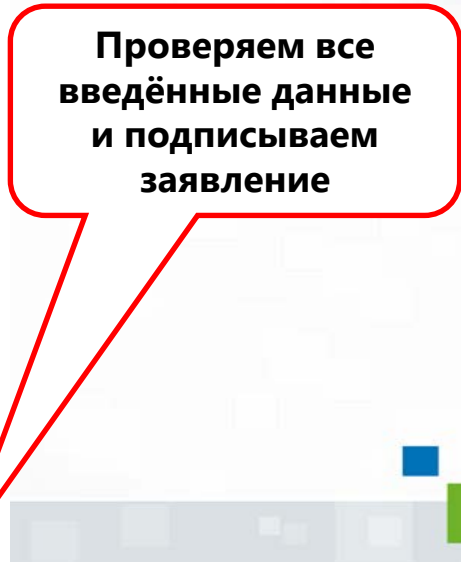 Проверяем все
введённые данные
и подписываем
заявление